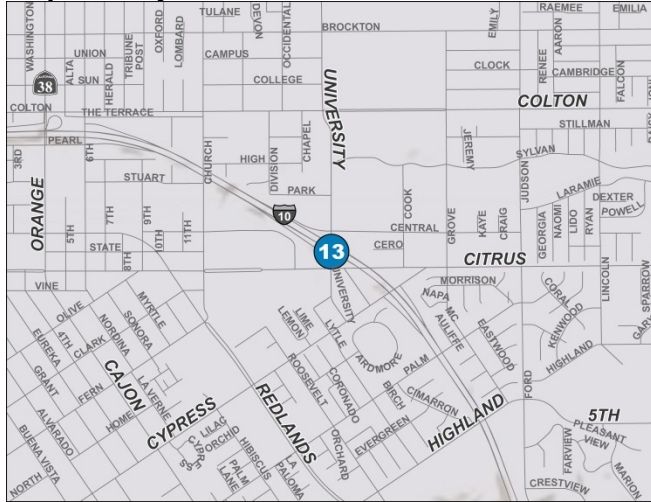 TULANE
DEVON
OCCIDENTAL
BROCKTON
EMILY
RAEMEE
EMILIA
WASHINGTON
OXFORD
LOMBARD
UNION
TRIBUNE
POST
CAMPUS
AARON
RENEE
CLOCK
CAMBRIDGE
FALCON
ALTA
SUN
HERALD
COLLEGE
38
COLTON
THE TERRACE
UNIVERSITY
COLTON
STILLMAN
PEARL
3RD
6TH
CHURCH
HIGH
DIVISION
CHAPEL
JEREMY
SYLVAN
STUART
PARK
JUDSON
LARAMIE
DEXTER
POWELL
ORANGE
5TH
7TH
9TH
10TH
11TH
10
COOK
CENTRAL
GROVE
KAYE
CRAIG
GEORGIA
NAOMI
LIDO
RYAN
STATE
8TH
13
CERO
CITRUS
VINE
UNIVERSITY
MORRISON
LINCOLN
SPARROW
OLIVE
MYRTLE
NAPA
MC
AULIFFE
CORAL
EUREKA
4TH
CLARK
NORDINA
SONORA
LIME
LEMON
LYTLE
EASTWOOD
KENWOOD
GARY
GRANT
FERN
CAJON
LA VERNE
ROOSEVELT
ARDMORE
PALM
HIGHLAND
HOME
CYPRESS
REDLANDS
CORONADO
BIRCH
CIMARRON
FORD
ALVARADO
LILAC
ORCHID
HIGHLAND
5TH
BUENA VISTA
CYPRESS
HIBISCUS
ORCHARD
EVERGREEN
PLEASANT
VIEW
NORTH
PALM
LANE
LA
PALOMA
FARVIEW
MARION
CRESTVIEW